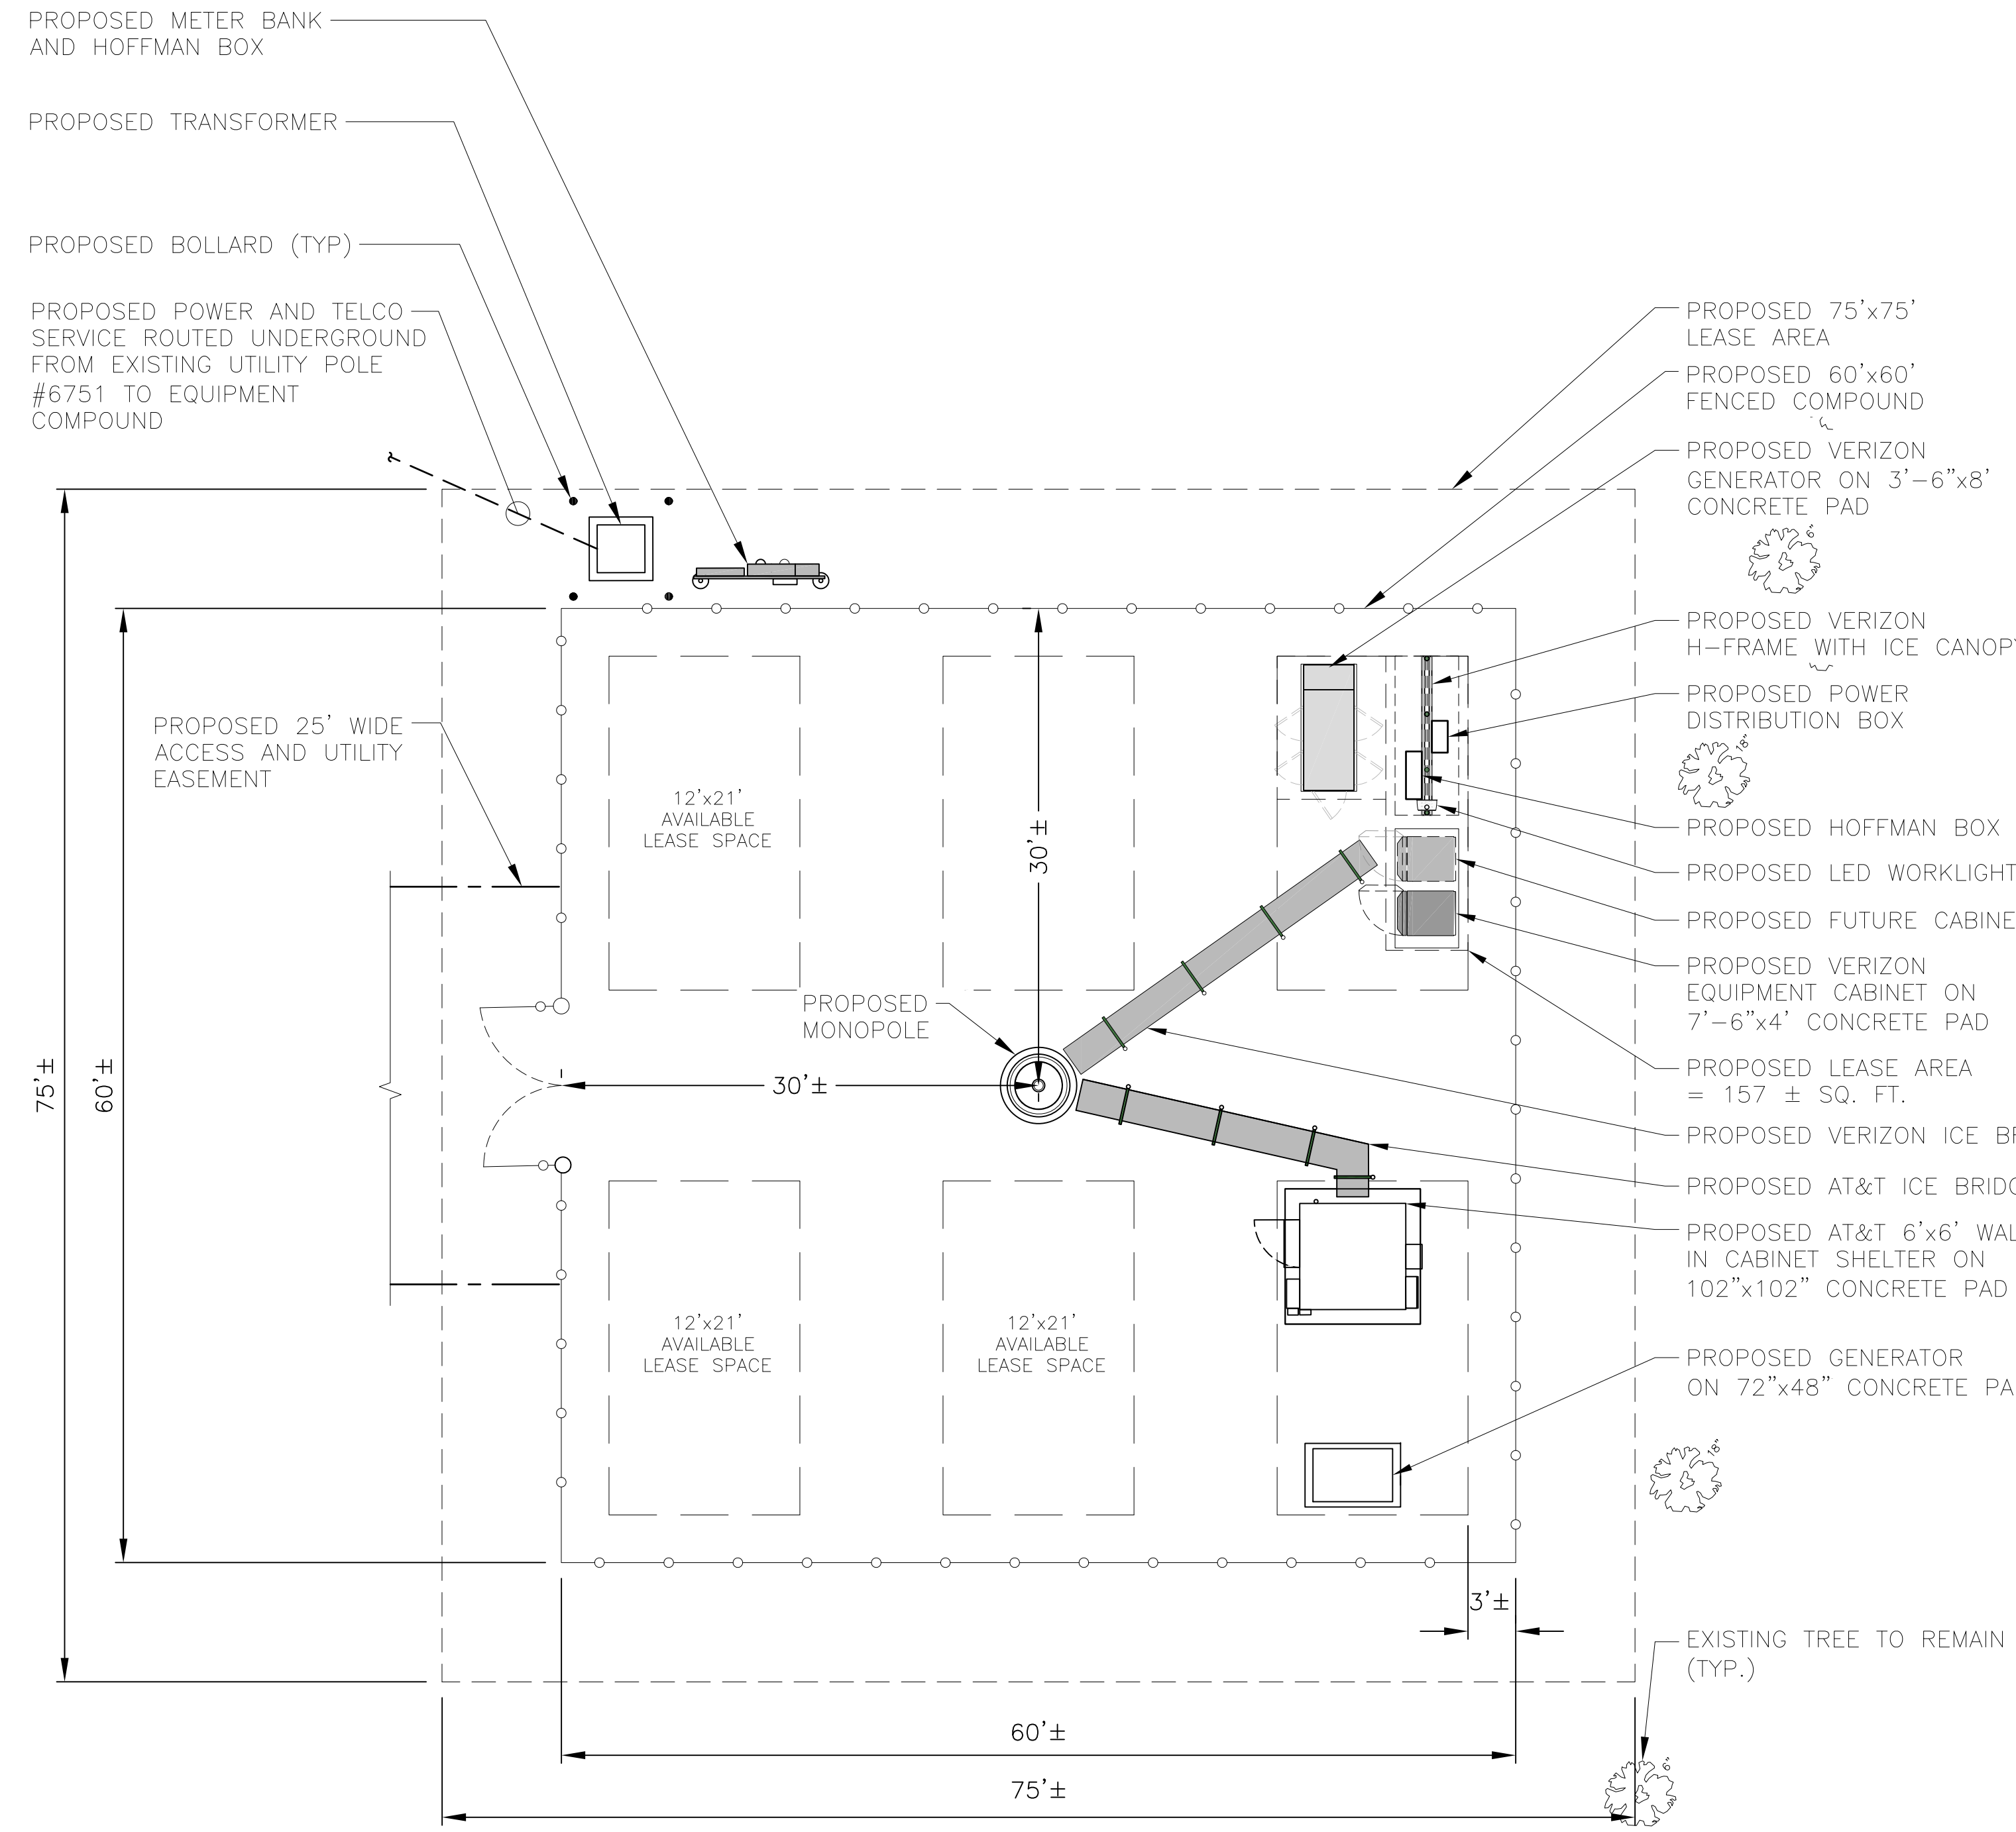 PROPOSED METER BANK
AND HOFFMAN BOX
PROPOSED TRANSFORMER
PROPOSED BOLLARD (TYP)
PROPOSED POWER AND TELCO
SERVICE ROUTED UNDERGROUND
FROM EXISTING UTILITY POLE
#6751 TO EQUIPMENT
COMPOUND
PROPOSED 25' WIDE
ACCESS AND UTILITY
EASEMENT
75'±
60'±
12'x21'
AVAILABLE
LEASE SPACE
30'±
PROPOSED
MONOPOLE
30'±
12'x21'
AVAILABLE
LEASE SPACE
12'x21'
AVAILABLE
LEASE SPACE
3'±
60'±
75'±
PROPOSED 75'x75'
LEASE AREA
PROPOSED 60'x60'
FENCED COMPOUND
PROPOSED VERIZON
GENERATOR ON 3'-6"x8'
CONCRETE PAD
6"
PROPOSED VERIZON
H-FRAME WITH ICE CANOPY
PROPOSED POWER
DISTRIBUTION BOX
18"
PROPOSED HOFFMAN BOX
PROPOSED LED WORKLIGHT
PROPOSED FUTURE CABINE
PROPOSED VERIZON
EQUIPMENT CABINET ON
7'-6"x4' CONCRETE PAD
PROPOSED LEASE AREA
= 157 ± SQ. FT.
PROPOSED VERIZON ICE BR
PROPOSED AT&T ICE BRIDG
PROPOSED AT&T 6'x6' WAL
IN CABINET SHELTER ON
102"x102" CONCRETE PAD
PROPOSED GENERATOR
ON 72"x48" CONCRETE PA
18"
EXISTING TREE TO REMAIN
(TYP.)
6"